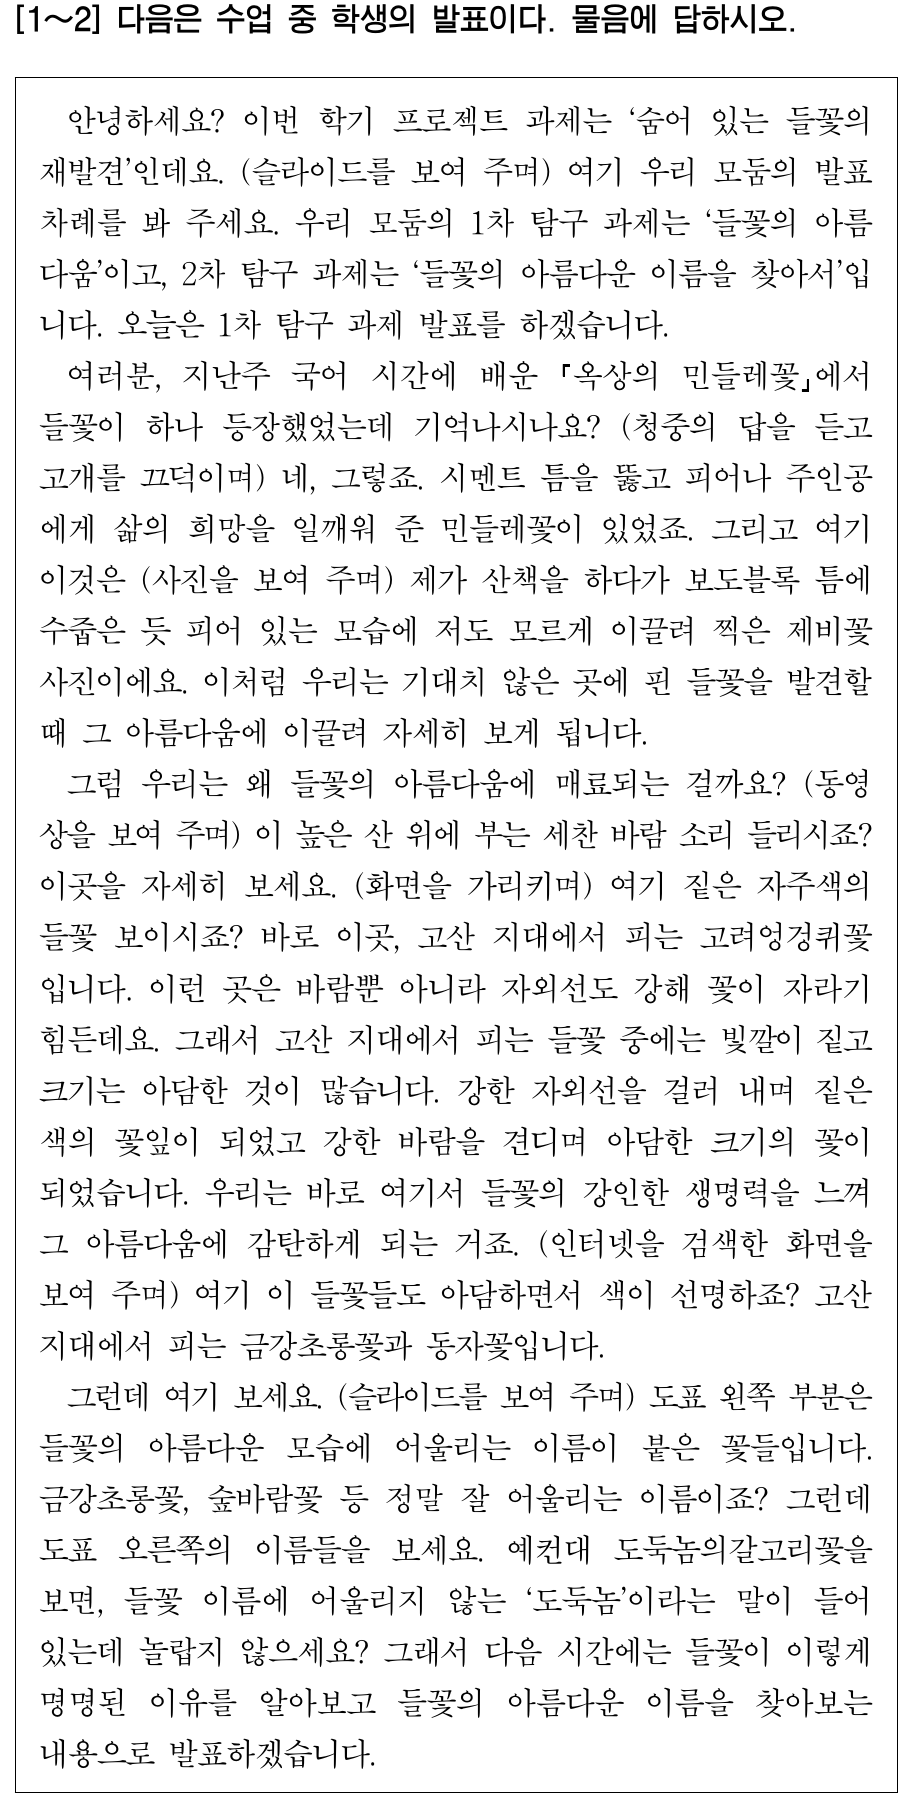 [1～2] 다음은 수업 중 학생의 발표이다. 물음에 답하시오.
안녕하세요? 이번 학기 프로젝트 과제는 ‘숨어 있는 들꽃의
재발견’인데요. (슬라이드를 보여 주며) 여기 우리 모둠의 발표
차례를 봐 주세요. 우리 모둠의 1차 탐구 과제는 ‘들꽃의 아름
다움’이고, 2차 탐구 과제는 ‘들꽃의 아름다운 이름을 찾아서’입
니다. 오늘은 1차 탐구 과제 발표를 하겠습니다.
여러분, 지난주 국어 시간에 배운 『옥상의 민들레꽃』에서
들꽃이 하나 등장했었는데 기억나시나요? (청중의 답을 듣고
고개를 끄덕이며) 네, 그렇죠. 시멘트 틈을 뚫고 피어나 주인공
에게 삶의 희망을 일깨워 준 민들레꽃이 있었죠. 그리고 여기
이것은 (사진을 보여 주며) 제가 산책을 하다가 보도블록 틈에
수줍은 듯 피어 있는 모습에 저도 모르게 이끌려 찍은 제비꽃
사진이에요. 이처럼 우리는 기대치 않은 곳에 핀 들꽃을 발견할
때 그 아름다움에 이끌려 자세히 보게 됩니다.
그럼 우리는 왜 들꽃의 아름다움에 매료되는 걸까요? (동영
상을 보여 주며) 이 높은 산 위에 부는 세찬 바람 소리 들리시죠?
이곳을 자세히 보세요. (화면을 가리키며) 여기 짙은 자주색의
들꽃 보이시죠? 바로 이곳, 고산 지대에서 피는 고려엉겅퀴꽃
입니다. 이런 곳은 바람뿐 아니라 자외선도 강해 꽃이 자라기
힘든데요. 그래서 고산 지대에서 피는 들꽃 중에는 빛깔이 짙고
크기는 아담한 것이 많습니다. 강한 자외선을 걸러 내며 짙은
색의 꽃잎이 되었고 강한 바람을 견디며 아담한 크기의 꽃이
되었습니다. 우리는 바로 여기서 들꽃의 강인한 생명력을 느껴
그 아름다움에 감탄하게 되는 거죠. (인터넷을 검색한 화면을
보여 주며) 여기 이 들꽃들도 아담하면서 색이 선명하죠? 고산
지대에서 피는 금강초롱꽃과 동자꽃입니다.
그런데 여기 보세요. (슬라이드를 보여 주며) 도표 왼쪽 부분은
들꽃의 아름다운 모습에 어울리는 이름이 붙은 꽃들입니다.
금강초롱꽃, 숲바람꽃 등 정말 잘 어울리는 이름이죠? 그런데
도표 오른쪽의 이름들을 보세요. 예컨대 도둑놈의갈고리꽃을
보면, 들꽃 이름에 어울리지 않는 ‘도둑놈’이라는 말이 들어
있는데 놀랍지 않으세요? 그래서 다음 시간에는 들꽃이 이렇게
명명된 이유를 알아보고 들꽃의 아름다운 이름을 찾아보는
내용으로 발표하겠습니다.